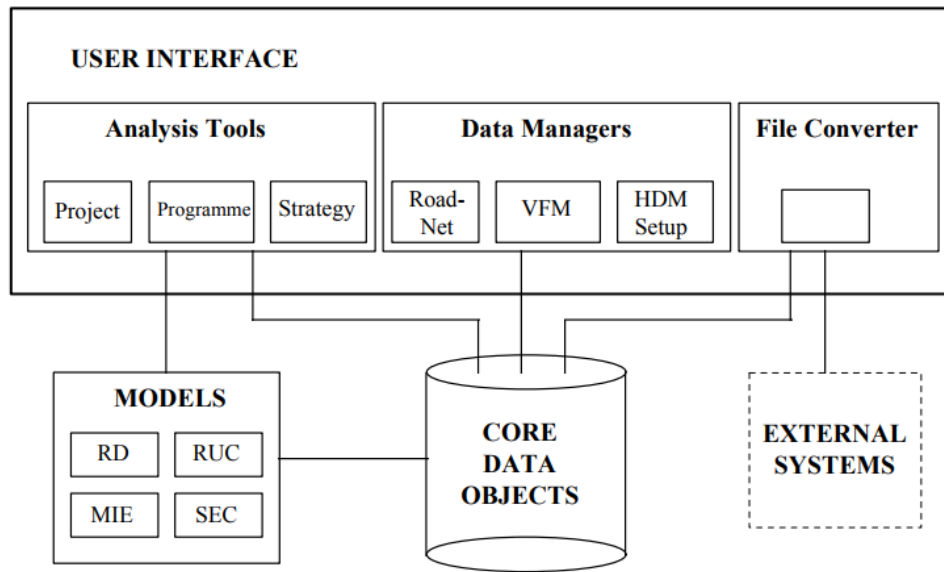 USER INTERFACE
Analysis Tools
Project
Programme
Strategy
Data Managers
Road-
Net
VFM
HDM
Setup
File Converter
MODELS
RD
RUC
MIE
SEC
CORE
DATA
OBJECTS
EXTERNAL
SYSTEMS